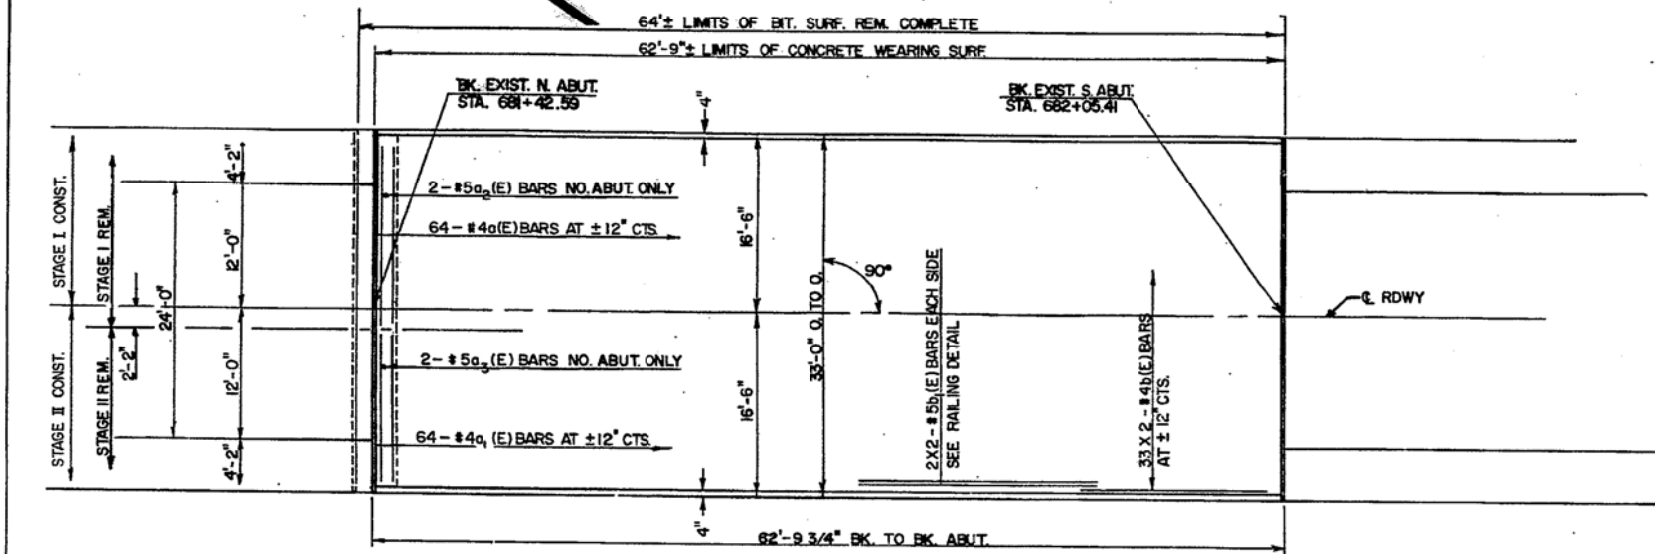 64'± LIMITS OF BIT. SURF. REM. COMPLETE
62'-9"± LIMITS OF CONCRETE WEARING SURF.
BK. EXIST. N. ABUT.
STA. 681+42.59
BK. EXIST. S. ABUT.
STA. 682+05.41
4"
STAGE I CONST.
STAGE I REM.
4'-2"
12'-0"
24'-0"
2-#5a2(E) BARS NO. ABUT. ONLY
64-#4a(E) BARS AT ±12" CTS.
16'-6"
33'-0" O. TO O.
90°
℄ RDWY
STAGE II CONST.
STAGE II REM.
2'-2"
12'-0"
4'-2"
2-#5a3(E) BARS NO. ABUT. ONLY
64-#4a1(E) BARS AT ±12" CTS.
16'-6"
2X2-#5b1(E) BARS EACH SIDE
SEE RAILING DETAIL
33 X 2-#4b(E) BARS
AT ±12" CTS.
4"
62'-9 3/4" BK. TO BK. ABUT.